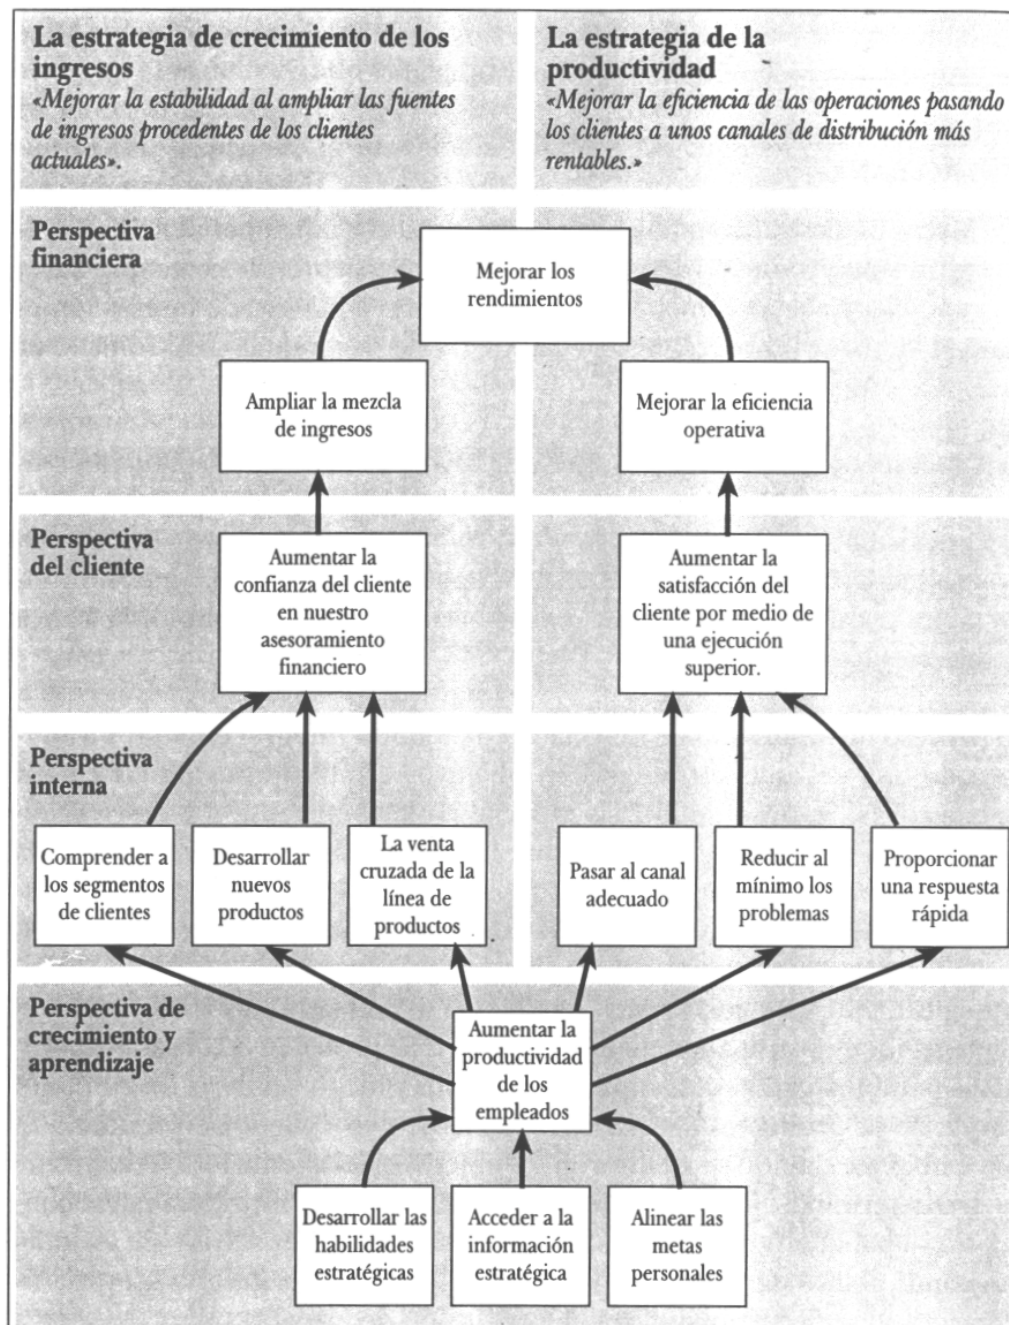 La estrategia de crecimiento de los
ingresos
«Mejorar la estabilidad al ampliar las fuentes
de ingresos procedentes de los clientes
actuales».
La estrategia de la
productividad
«Mejorar la eficiencia de las operaciones pasando
los clientes a unos canales de distribución más
rentables.»
Perspectiva
financiera
Mejorar los
rendimientos
Ampliar la mezcla
de ingresos
Mejorar la eficiencia
operativa
Perspectiva
del cliente
Aumentar la
confianza del cliente
en nuestro
asesoramiento
financiero
Aumentar la
satisfacción del
cliente por medio de
una ejecución
superior.
Perspectiva
interna
Comprender a
los segmentos
de clientes
Desarrollar
nuevos
productos
La venta
cruzada de la
línea de
productos
Pasar al canal
adecuado
Reducir al
mínimo los
problemas
Proporcionar
una respuesta
rápida
Perspectiva de
crecimiento y
aprendizaje
Aumentar la
productividad
de los
empleados
Desarrollar las
habilidades
estratégicas
Acceder a la
información
estratégica
Alinear las
metas
personales